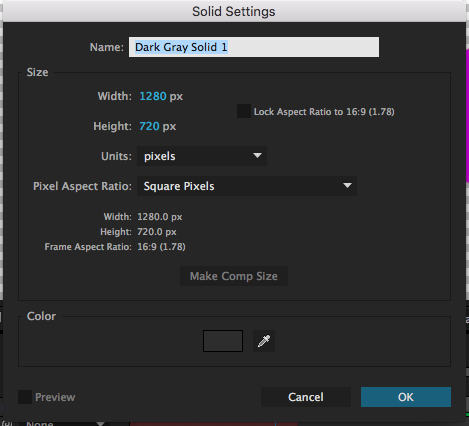 Solid Settings
Name: Dark Gray Solid 1
Size
Width: 1280 px
Lock Aspect Ratio to 16:9 (1.78)
Height: 720 px
Units: pixels
Pixel Aspect Ratio: Square Pixels
Width: 1280.0 px
Height: 720.0 px
Frame Aspect Ratio: 16:9 (1.78)
Make Comp Size
Color
Preview
Cancel
OK
None